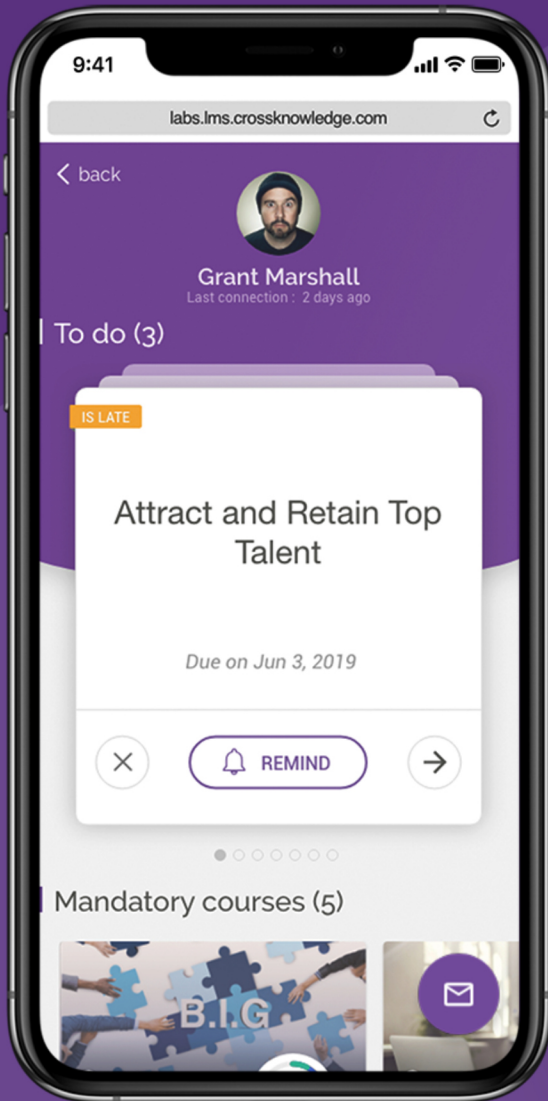 9:41
labs.lms.crossknowledge.com
back
Grant Marshall
Last connection : 2 days ago
To do (3)
IS LATE
Attract and Retain Top
Talent
Due on Jun 3, 2019
REMIND
Mandatory courses (5)
B.I.G